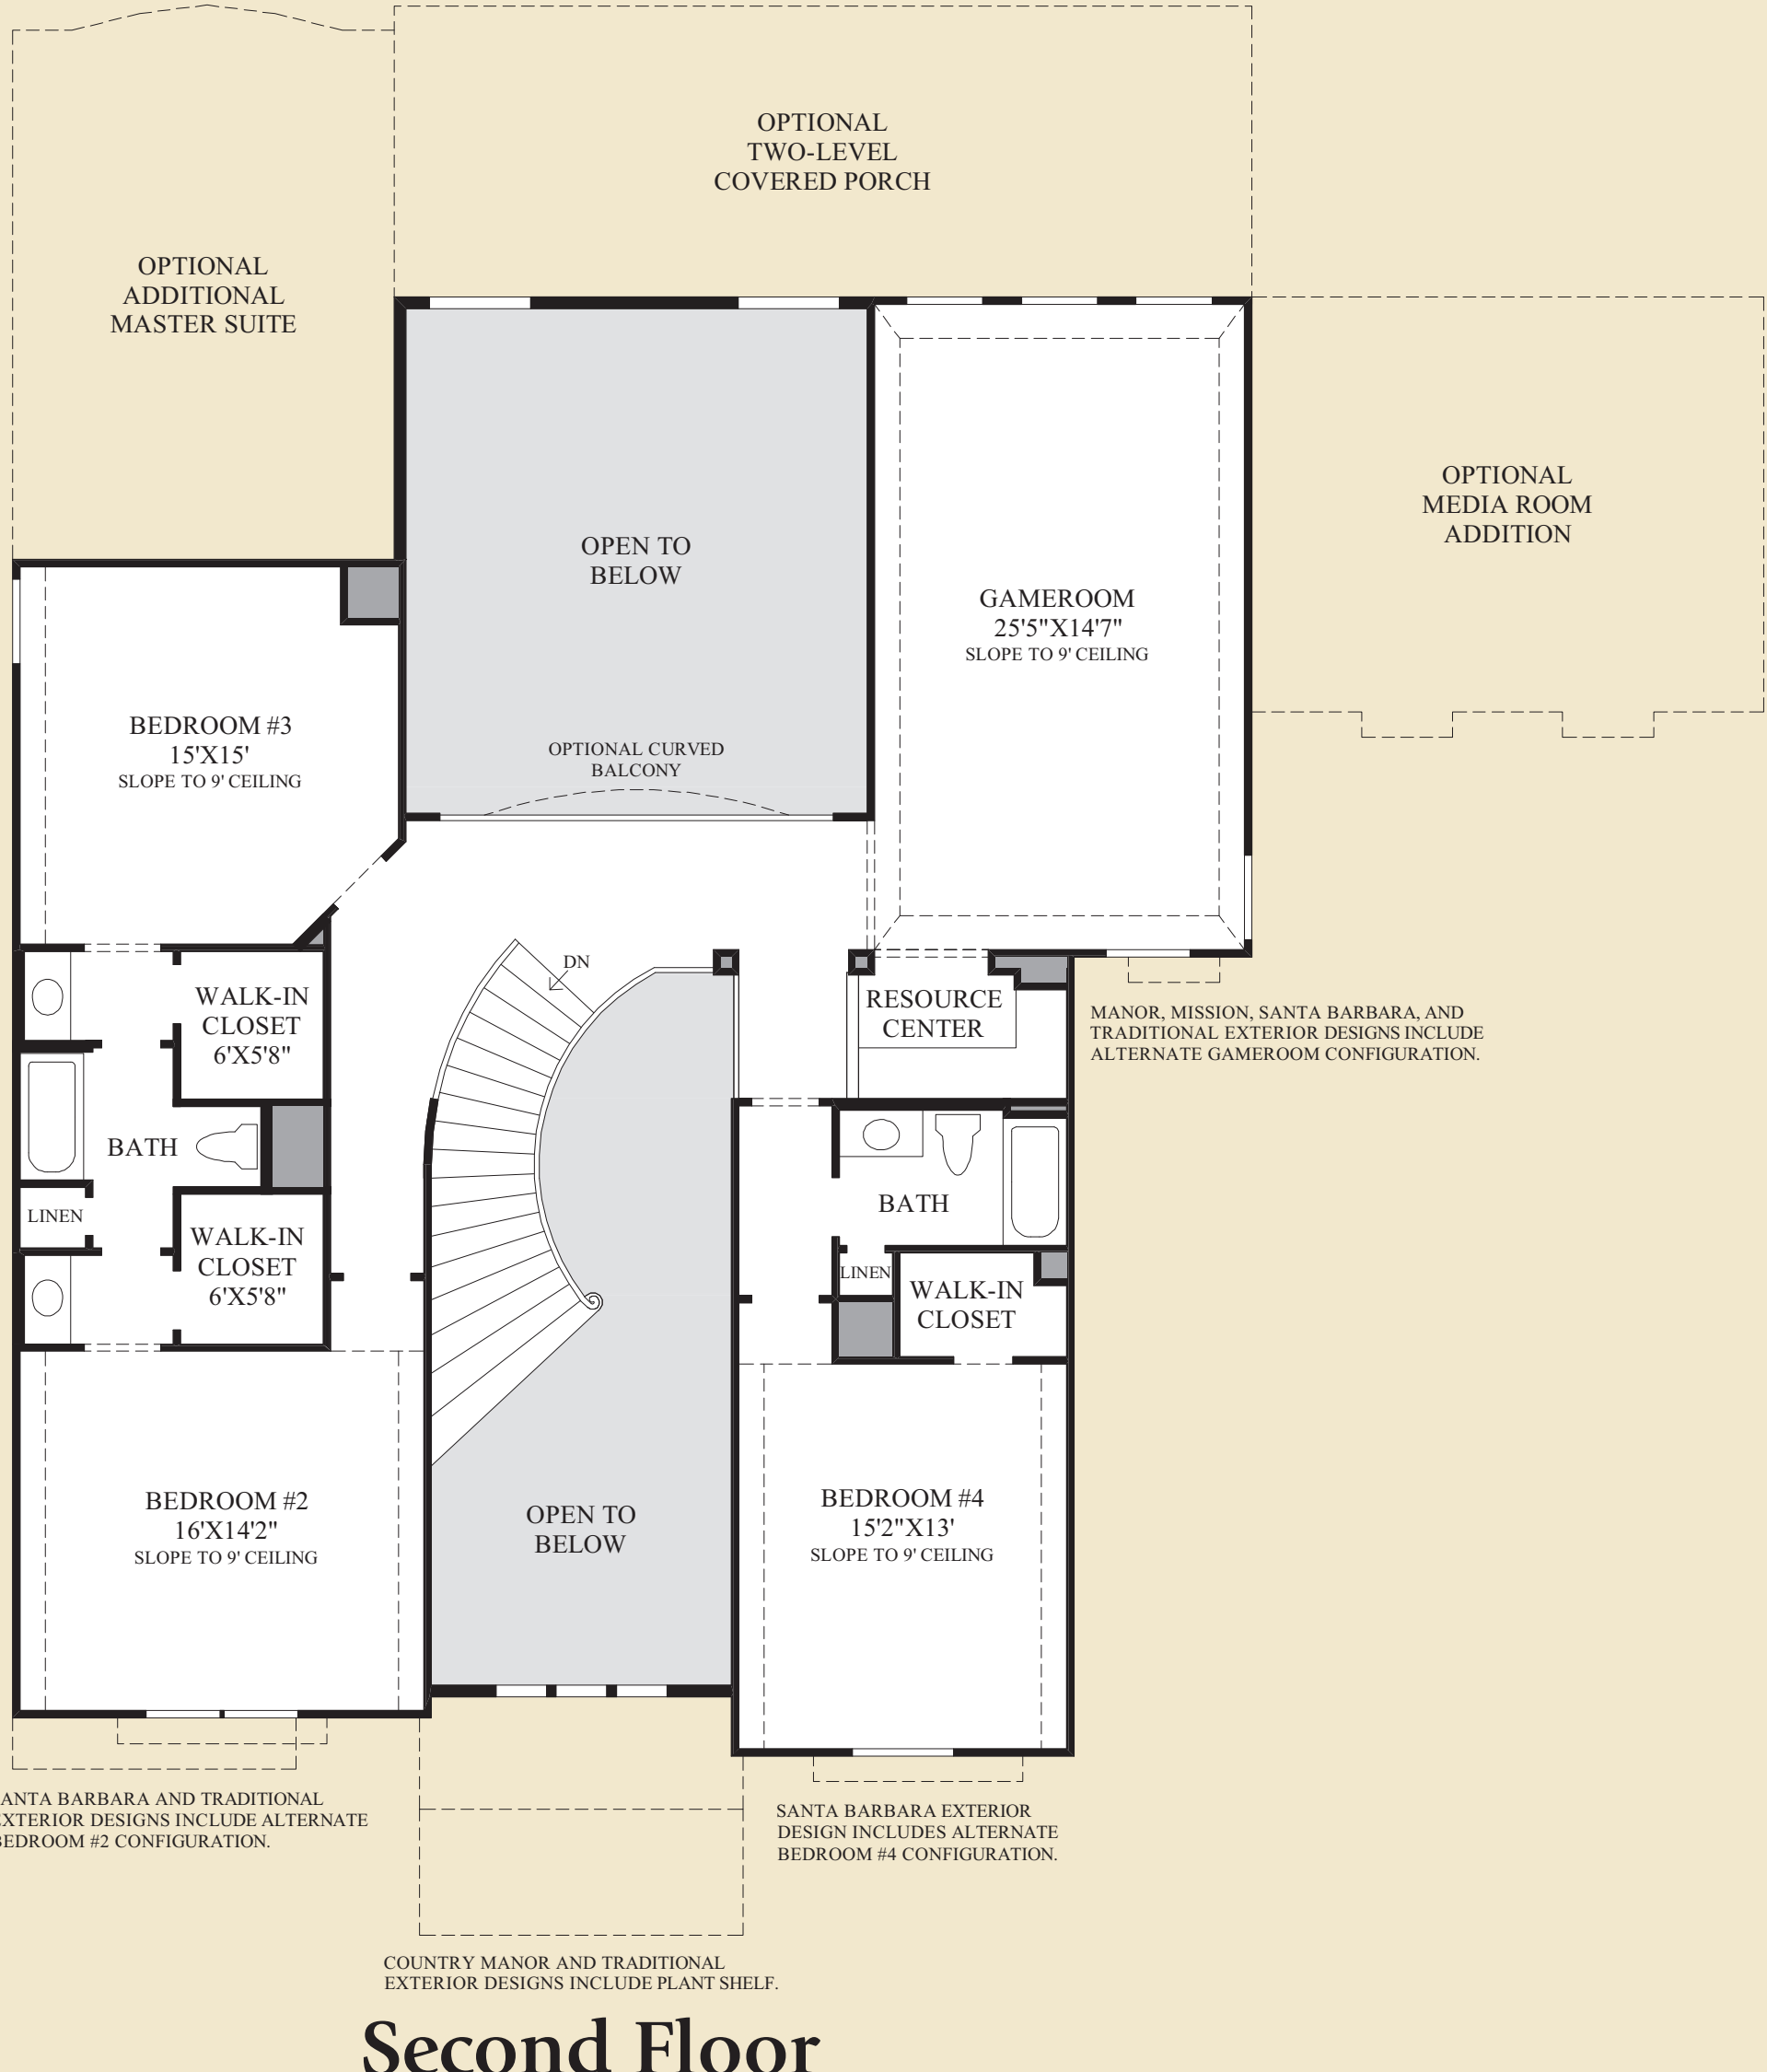 OPTIONAL
TWO-LEVEL
COVERED PORCH
OPTIONAL
ADDITIONAL
MASTER SUITE
OPTIONAL
MEDIA ROOM
ADDITION
OPEN TO
BELOW
GAMEROOM
25'5"X14'7"
SLOPE TO 9' CEILING
BEDROOM #3
15'X15'
SLOPE TO 9' CEILING
OPTIONAL CURVED
BALCONY
DN
WALK-IN
CLOSET
6'X5'8"
RESOURCE
CENTER
MANOR, MISSION, SANTA BARBARA, AND
TRADITIONAL EXTERIOR DESIGNS INCLUDE
ALTERNATE GAMEROOM CONFIGURATION.
BATH
BATH
LINEN
WALK-IN
CLOSET
6'X5'8"
LINEN
WALK-IN
CLOSET
BEDROOM #2
16'X14'2"
SLOPE TO 9' CEILING
OPEN TO
BELOW
BEDROOM #4
15'2"X13'
SLOPE TO 9' CEILING
ANTA BARBARA AND TRADITIONAL
EXTERIOR DESIGNS INCLUDE ALTERNATE
BEDROOM #2 CONFIGURATION.
SANTA BARBARA EXTERIOR
DESIGN INCLUDES ALTERNATE
BEDROOM #4 CONFIGURATION.
COUNTRY MANOR AND TRADITIONAL
EXTERIOR DESIGNS INCLUDE PLANT SHELF.
Second Floor